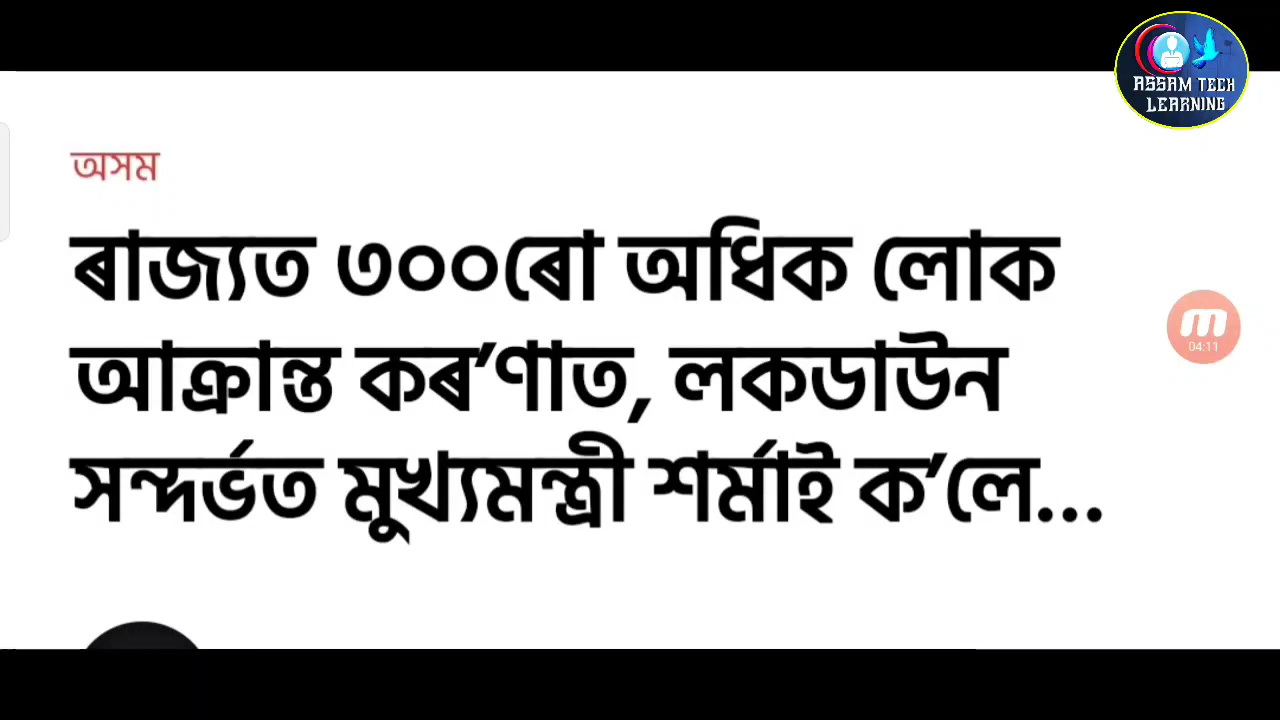 ASSAM TECH
LEARNING
অসম
ৰাজ্যত ৩০০ৰো অধিক লোক
আক্ৰান্ত কৰ’ণাত, লকডাউন
সন্দৰ্ভত মুখ্যমন্ত্ৰী শৰ্মাই ক’লে...
04:11